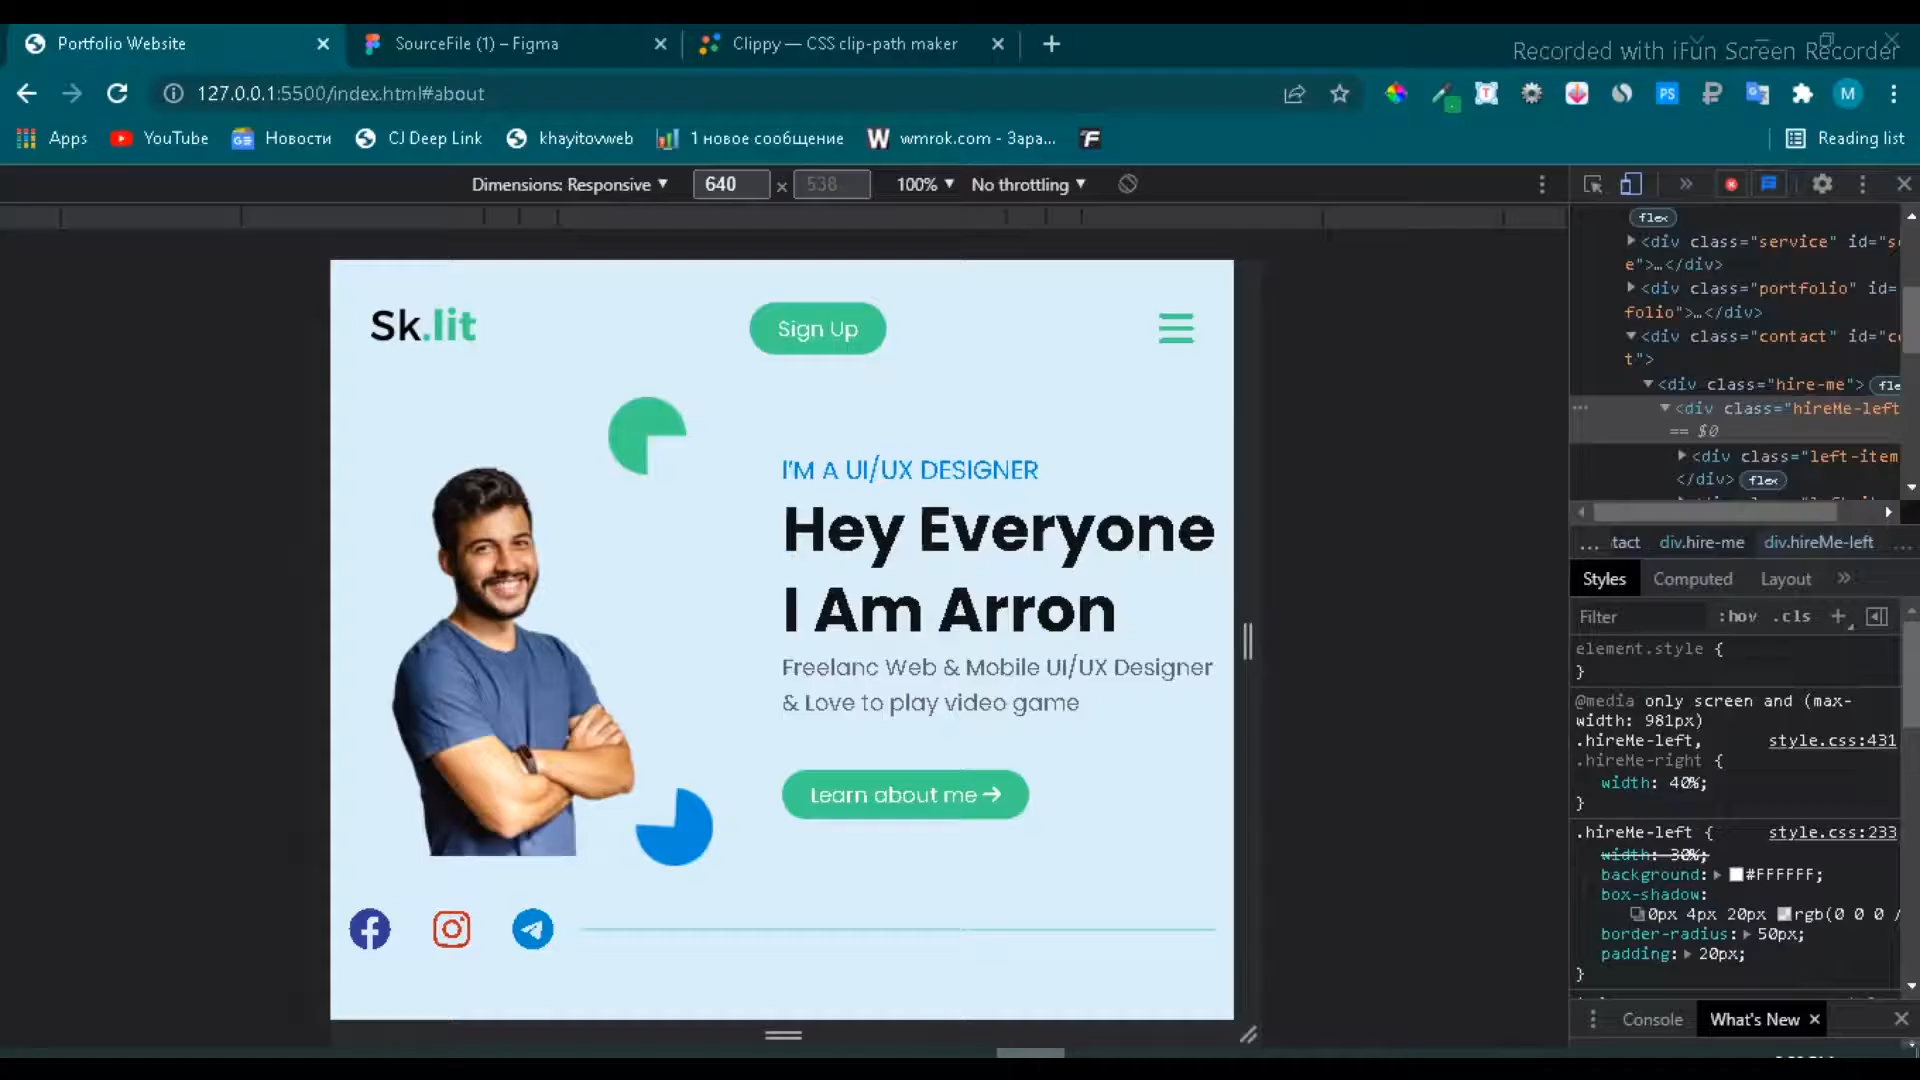 Portfolio Website
SourceFile (1) – Figma
Clippy — CSS clip-path maker
Recorded with iFun Screen Recorder
127.0.0.1:5500/index.html#about
PS
M
Apps
YouTube
Новости
CJ Deep Link
khayitovweb
1 новое сообщение
wmrok.com - Зара...
Reading list
Dimensions: Responsive
640
x
538
100%
No throttling
flex
<div class="service" id="se
e">…</div>
<div class="portfolio" id=
folio">…</div>
<div class="contact" id="co
t">
<div class="hire-me"> fle
<div class="hireMe-left
== $0
<div class="left-item
</div> flex
... tact div.hire-me div.hireMe-left ...
Styles
Computed
Layout
Filter
:hov .cls +
element.style {
}
@media only screen and (max-
width: 981px)
.hireMe-left, style.css:431
.hireMe-right {
width: 40%;
}
.hireMe-left { style.css:233
width: 30%;
background: #FFFFFF;
box-shadow:
0px 4px 20px rgb(0 0 0 /
border-radius: 50px;
padding: 20px;
}
Console
What's New
Sk.lit
Sign Up
I'M A UI/UX DESIGNER
Hey Everyone
I Am Arron
Freelanc Web & Mobile UI/UX Designer
& Love to play video game
Learn about me